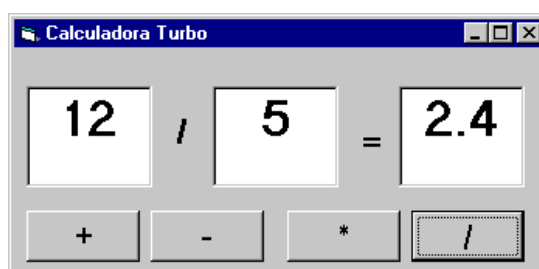 Calculadora Turbo
12 / 5 = 2.4
+ - * /